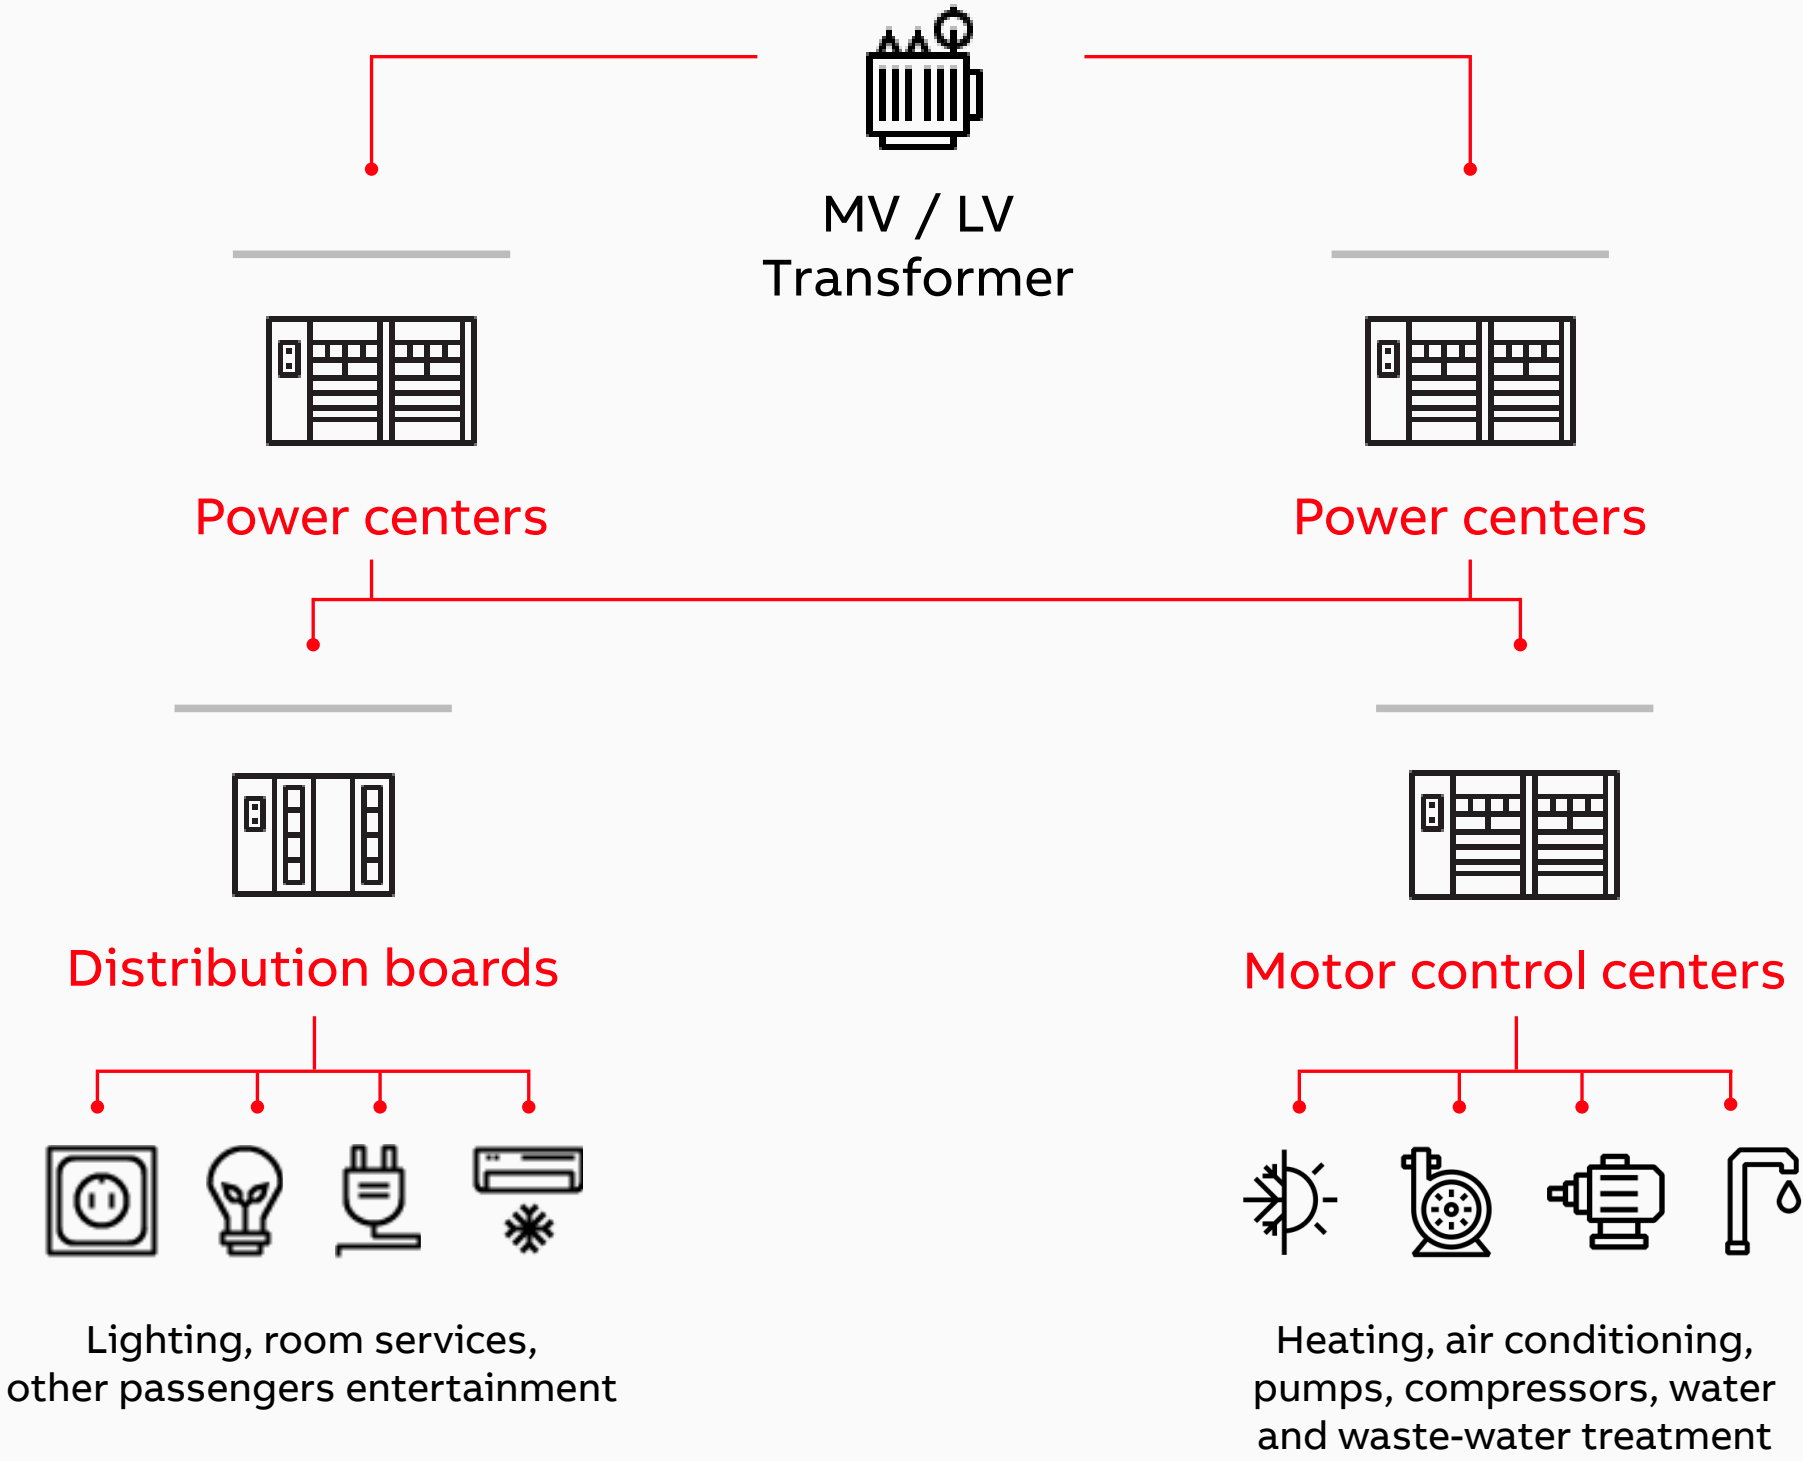 MV / LV
Transformer
Power centers
Power centers
Distribution boards
Motor control centers
Lighting, room services,
other passengers entertainment
Heating, air conditioning,
pumps, compressors, water
and waste-water treatment